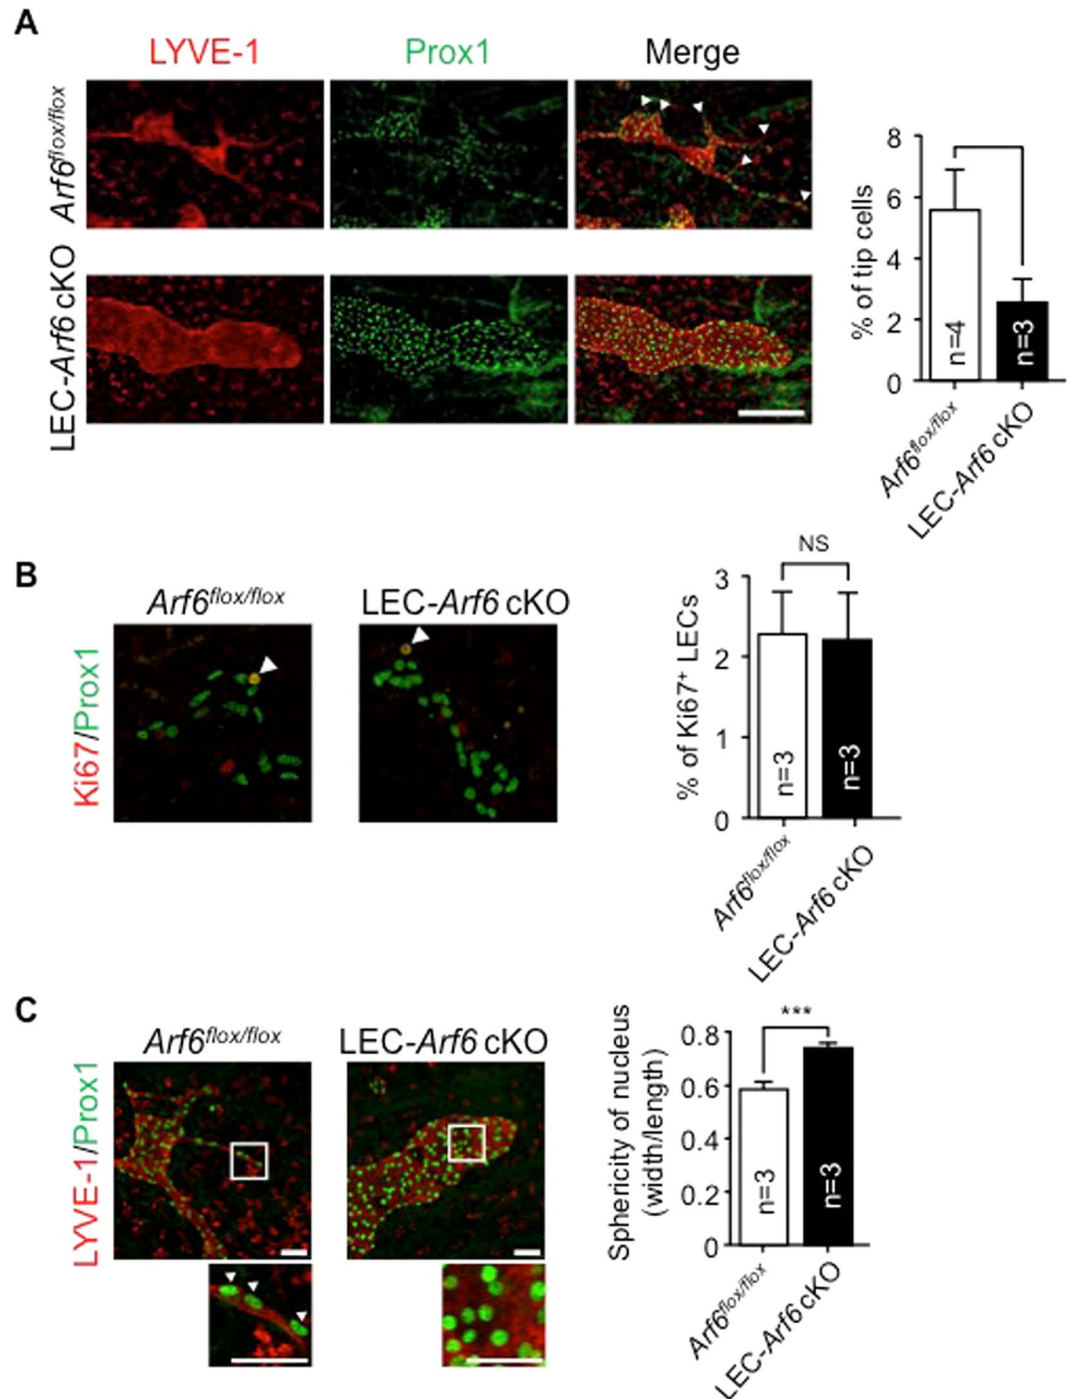 A
LYVE-1 Prox1 Merge
Arf6flox/flox
LEC-Arf6 cKO
% of tip cells
8
6
4
2
0
n=4
n=3
Arf6flox/flox
LEC-Arf6 cKO
B
Arf6flox/flox
LEC-Arf6 cKO
Ki67/Prox1
NS
% of Ki67+ LECs
3
2
1
0
n=3
n=3
Arf6flox/flox
LEC-Arf6 cKO
C
Arf6flox/flox
LEC-Arf6 cKO
LYVE-1/Prox1
***
Sphericity of nucleus
(width/length)
0.8
0.6
0.4
0.2
0
n=3
n=3
Arf6flox/flox
LEC-Arf6 cKO